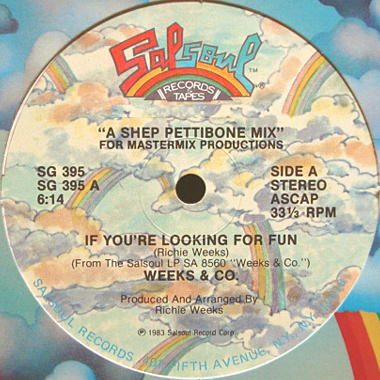 Salsoul
TM
RECORDS
& TAPES
®
"A SHEP PETTIBONE MIX"
FOR MASTERMIX PRODUCTIONS
SG 395
SG 395 A
6:14
SIDE A
STEREO
ASCAP
33⅓ RPM
IF YOU'RE LOOKING FOR FUN
(Richie Weeks)
(From The Salsoul LP SA 8560 "Weeks & Co.")
WEEKS & CO.
Produced And Arranged By
Richie Weeks
℗ 1983 Salsoul Record Corp.
SALSOUL RECORDS 401 FIFTH AVENUE, N.Y., N.Y.